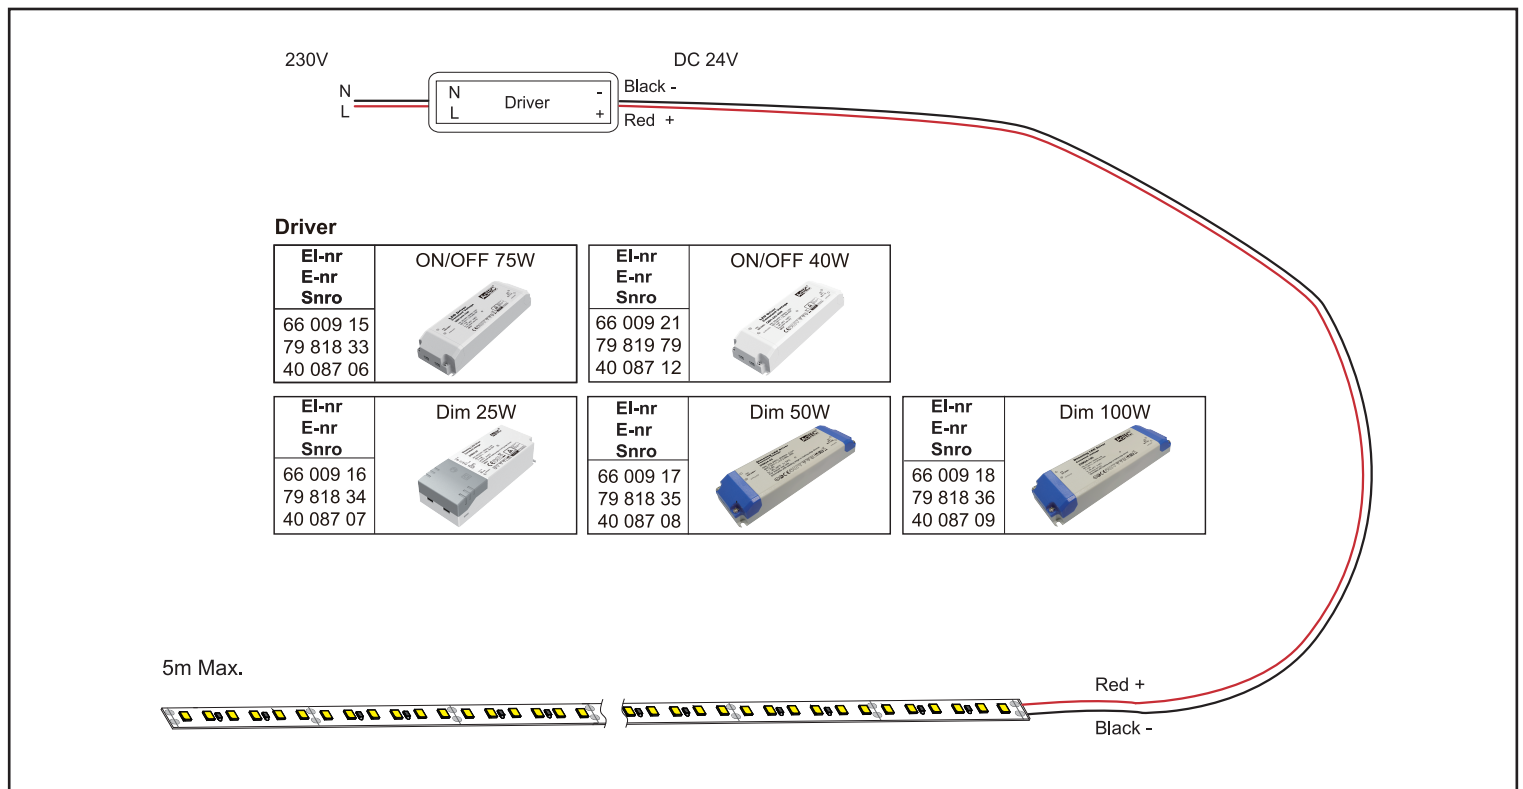 230V
DC 24V
N
L
N
L
Driver
-
+
Black -
Red +
Driver
El-nr
E-nr
Snro
ON/OFF 75W
66 009 15
79 818 33
40 087 06
El-nr
E-nr
Snro
ON/OFF 40W
66 009 21
79 819 79
40 087 12
El-nr
E-nr
Snro
Dim 25W
66 009 16
79 818 34
40 087 07
El-nr
E-nr
Snro
Dim 50W
66 009 17
79 818 35
40 087 08
El-nr
E-nr
Snro
Dim 100W
66 009 18
79 818 36
40 087 09
5m Max.
Red +
Black -